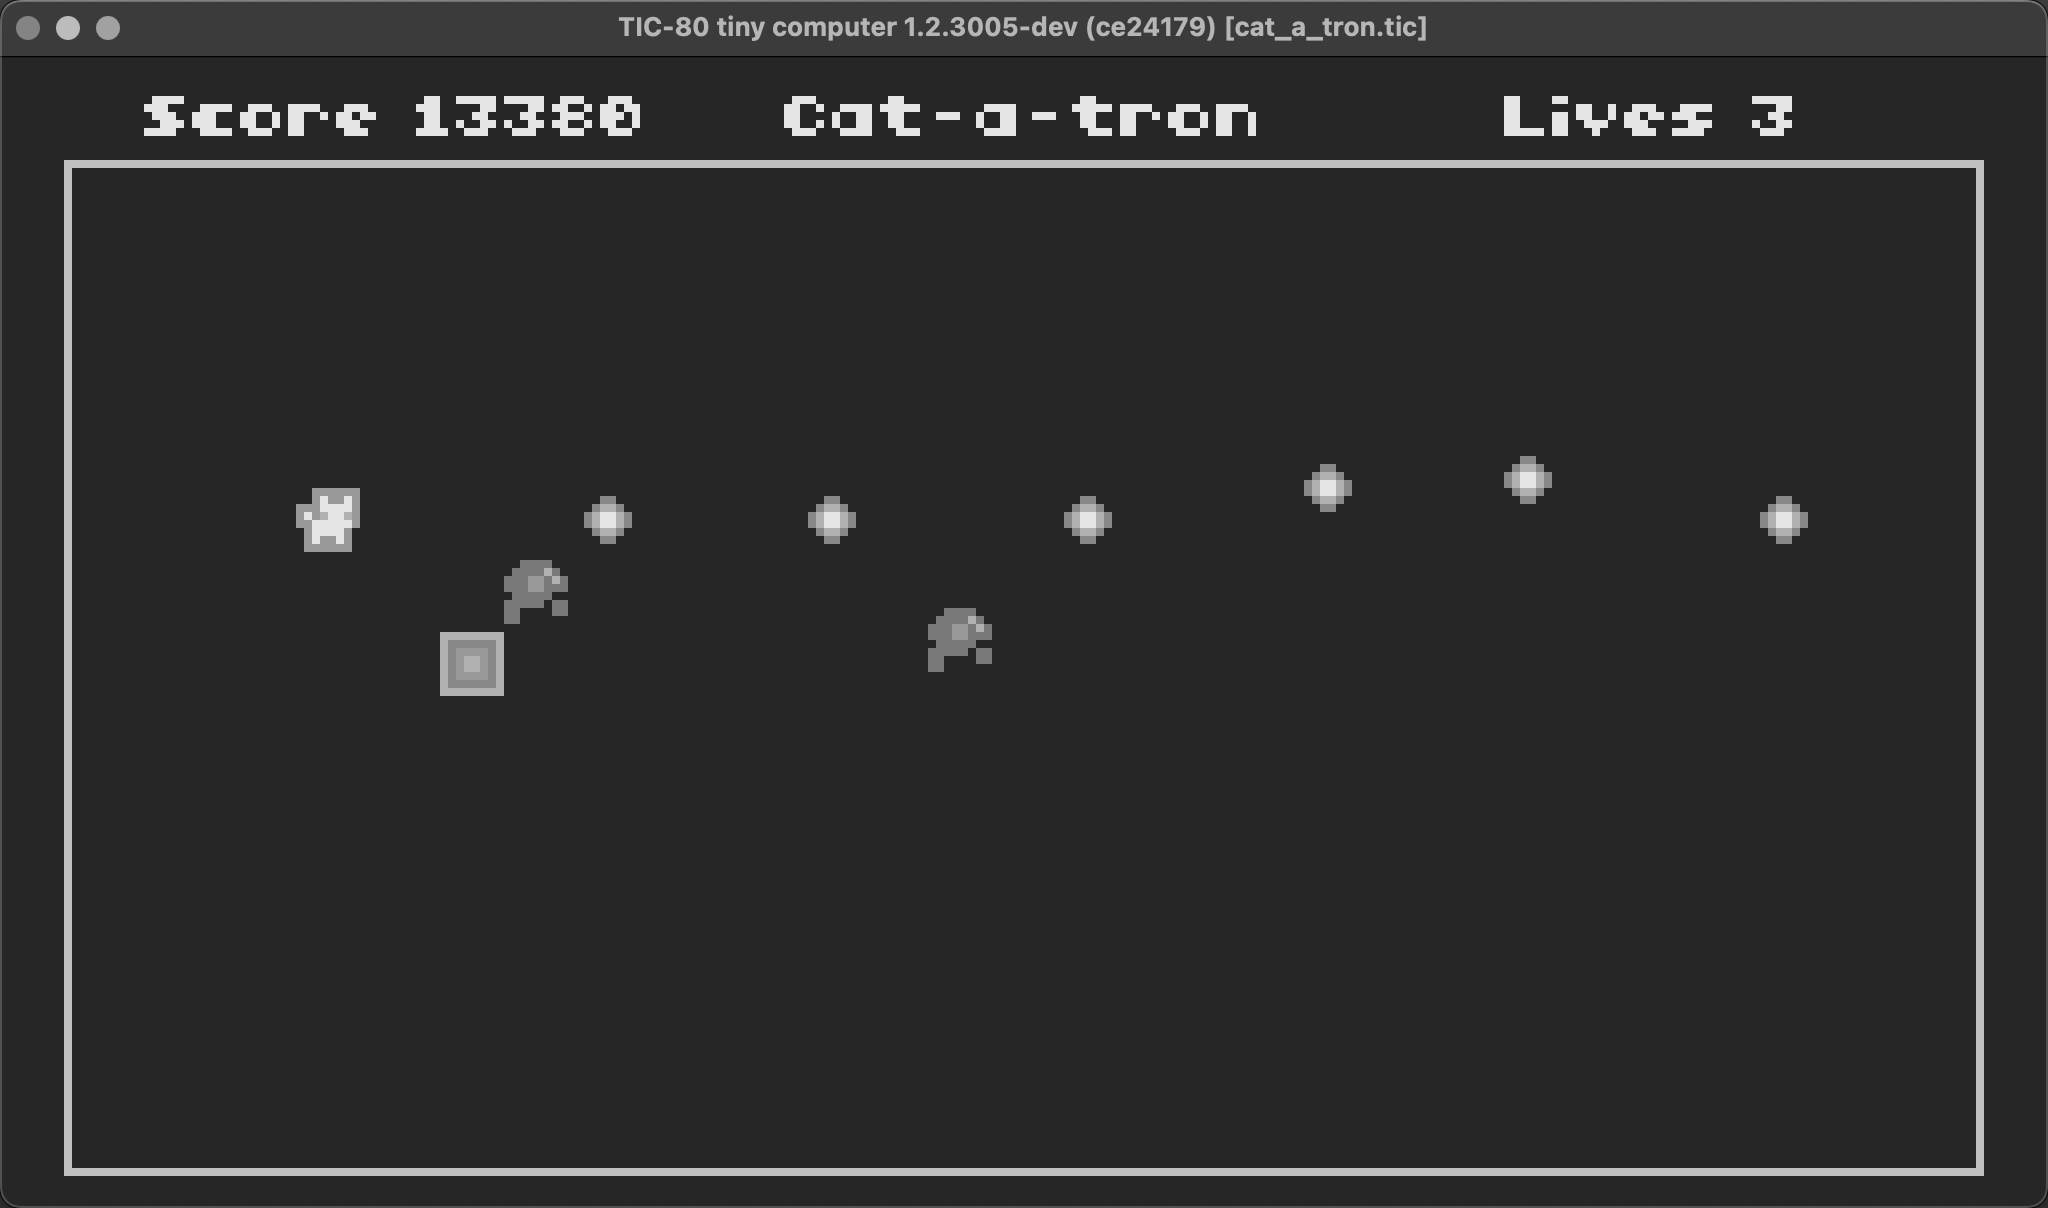 TIC-80 tiny computer 1.2.3005-dev (ce24179) [cat_a_tron.tic]
Score 13380 Cat-a-tron Lives 3